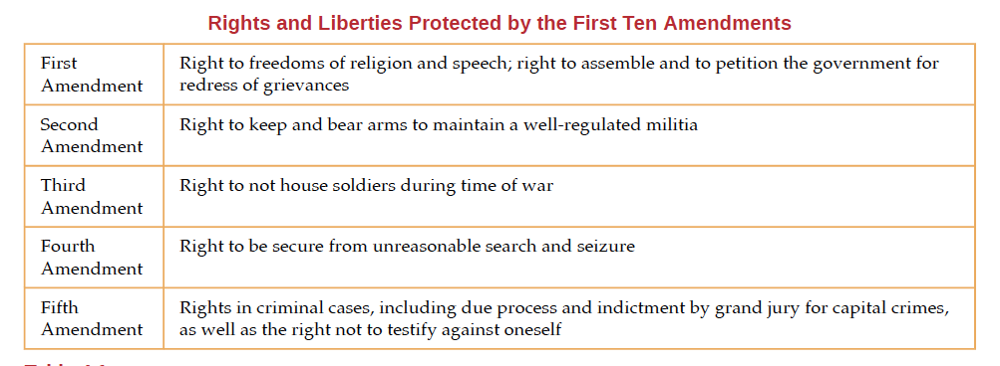 Rights and Liberties Protected by the First Ten Amendments
First
Amendment
Right to freedoms of religion and speech; right to assemble and to petition the government for
redress of grievances
Second
Amendment
Right to keep and bear arms to maintain a well-regulated militia
Third
Amendment
Right to not house soldiers during time of war
Fourth
Amendment
Right to be secure from unreasonable search and seizure
Fifth
Amendment
Rights in criminal cases, including due process and indictment by grand jury for capital crimes,
as well as the right not to testify against oneself